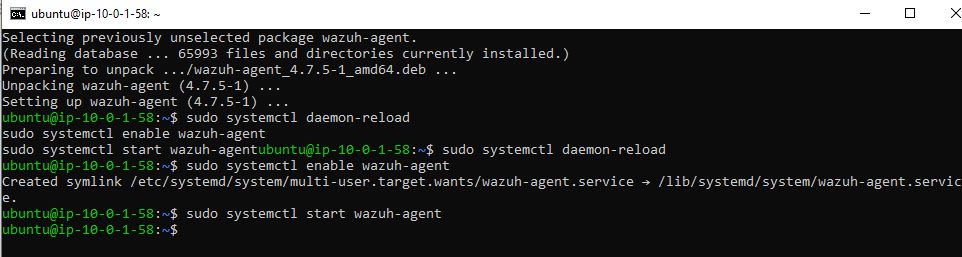 ubuntu@ip-10-0-1-58: ~
Selecting previously unselected package wazuh-agent.
(Reading database ... 65993 files and directories currently installed.)
Preparing to unpack .../wazuh-agent_4.7.5-1_amd64.deb ...
Unpacking wazuh-agent (4.7.5-1) ...
Setting up wazuh-agent (4.7.5-1) ...
ubuntu@ip-10-0-1-58:~$ sudo systemctl daemon-reload
sudo systemctl enable wazuh-agent
sudo systemctl start wazuh-agentubuntu@ip-10-0-1-58:~$ sudo systemctl daemon-reload
ubuntu@ip-10-0-1-58:~$ sudo systemctl enable wazuh-agent
Created symlink /etc/systemd/system/multi-user.target.wants/wazuh-agent.service → /lib/systemd/system/wazuh-agent.servic
e.
ubuntu@ip-10-0-1-58:~$ sudo systemctl start wazuh-agent
ubuntu@ip-10-0-1-58:~$